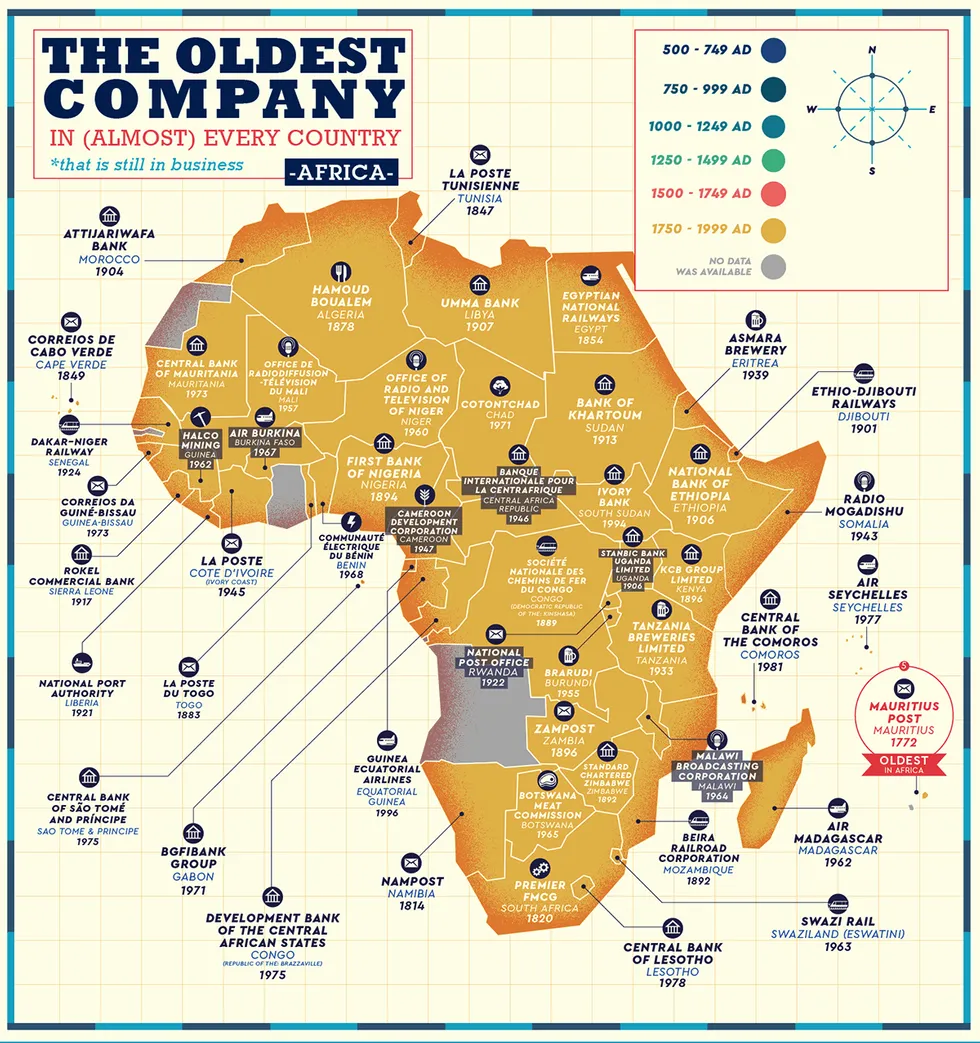 THE OLDEST
COMPANY
IN (ALMOST) EVERY COUNTRY
*that is still in business
-AFRICA-
500 - 749 AD
750 - 999 AD
1000 - 1249 AD
1250 - 1499 AD
1500 - 1749 AD
1750 - 1999 AD
NO DATA
WAS AVAILABLE
N
W
E
S
LA POSTE
TUNISIENNE
TUNISIA
1847
ATTIJARIWAFA
BANK
MOROCCO
1904
HAMOUD
BOUALEM
ALGERIA
1878
UMMA BANK
LIBYA
1907
EGYPTIAN
NATIONAL
RAILWAYS
EGYPT
1854
CORREIOS DE
CABO VERDE
CAPE VERDE
1849
CENTRAL BANK
OF MAURITANIA
MAURITANIA
1973
OFFICE DE
RADIODIFFUSION
-TÉLÉVISION
DU MALI
MALI
1957
OFFICE OF
RADIO AND
TELEVISION
OF NIGER
NIGER
1960
COTONTCHAD
CHAD
1971
BANK OF
KHARTOUM
SUDAN
1913
ASMARA
BREWERY
ERITREA
1939
ETHIO-DJIBOUTI
RAILWAYS
DJIBOUTI
1901
DAKAR-NIGER
RAILWAY
SENEGAL
1924
HALCO
MINING
GUINEA
1962
AIR BURKINA
BURKINA FASO
1967
FIRST BANK
OF NIGERIA
NIGERIA
1894
BANQUE
INTERNATIONALE POUR
LA CENTRAFRIQUE
CENTRAL AFRICA
REPUBLIC
1946
IVORY
BANK
SOUTH SUDAN
1994
NATIONAL
BANK OF
ETHIOPIA
ETHIOPIA
1906
RADIO
MOGADISHU
SOMALIA
1943
CORREIOS DA
GUINÉ-BISSAU
GUINEA-BISSAU
1973
CAMEROON
DEVELOPMENT
CORPORATION
CAMEROON
1947
ROKEL
COMMERCIAL BANK
SIERRA LEONE
1917
LA POSTE
COTE D'IVOIRE
(IVORY COAST)
1945
COMMUNAUTÉ
ÉLECTRIQUE
DU BÉNIN
BENIN
1968
SOCIÉTÉ
NATIONALE DES
CHEMINS DE FER
DU CONGO
CONGO
(DEMOCRATIC REPUBLIC
OF THE: KINSHASA)
1889
STANBIC BANK
UGANDA
LIMITED
UGANDA
1906
KCB GROUP
LIMITED
KENYA
1896
AIR
SEYCHELLES
SEYCHELLES
1977
CENTRAL
BANK OF
THE COMOROS
COMOROS
1981
NATIONAL PORT
AUTHORITY
LIBERIA
1921
LA POSTE
DU TOGO
TOGO
1883
NATIONAL
POST OFFICE
RWANDA
1922
BRARUDI
BURUNDI
1955
TANZANIA
BREWERIES
LIMITED
TANZANIA
1933
5
MAURITIUS
POST
MAURITIUS
1772
OLDEST
IN AFRICA
GUINEA
ECUATORIAL
AIRLINES
EQUATORIAL
GUINEA
1996
ZAMPOST
ZAMBIA
1896
STANDARD
CHARTERED
ZIMBABWE
ZIMBABWE
1892
MALAWI
BROADCASTING
CORPORATION
MALAWI
1964
CENTRAL BANK
OF SÃO TOMÉ
AND PRÍNCIPE
SAO TOME & PRINCIPE
1975
BGFIBANK
GROUP
GABON
1971
BOTSWANA
MEAT
COMMISSION
BOTSWANA
1965
BEIRA
RAILROAD
CORPORATION
MOZAMBIQUE
1892
AIR
MADAGASCAR
MADAGASCAR
1962
NAMPOST
NAMIBIA
1814
PREMIER
FMCG
SOUTH AFRICA
1820
DEVELOPMENT BANK
OF THE CENTRAL
AFRICAN STATES
CONGO
(REPUBLIC OF THE: BRAZZAVILLE)
1975
SWAZI RAIL
SWAZILAND (ESWATINI)
1963
CENTRAL BANK
OF LESOTHO
LESOTHO
1978